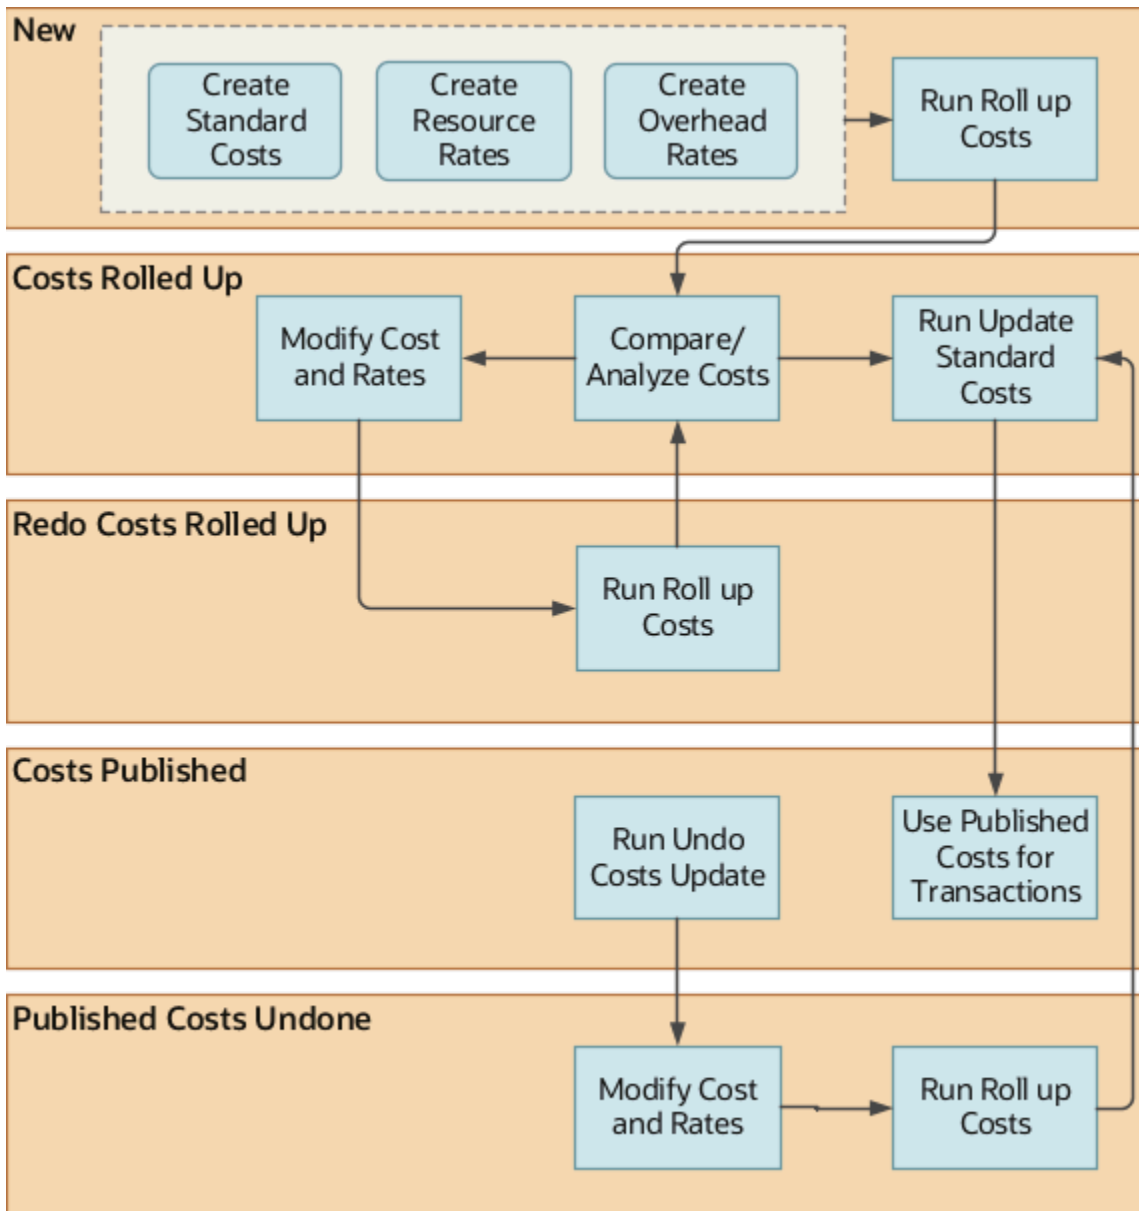 New
Create
Standard
Costs
Create
Resource
Rates
Create
Overhead
Rates
Run Roll up
Costs
Costs Rolled Up
Modify Cost
and Rates
Compare/
Analyze Costs
Run Update
Standard
Costs
Redo Costs Rolled Up
Run Roll up
Costs
Costs Published
Run Undo
Costs Update
Use Published
Costs for
Transactions
Published Costs Undone
Modify Cost
and Rates
Run Roll up
Costs